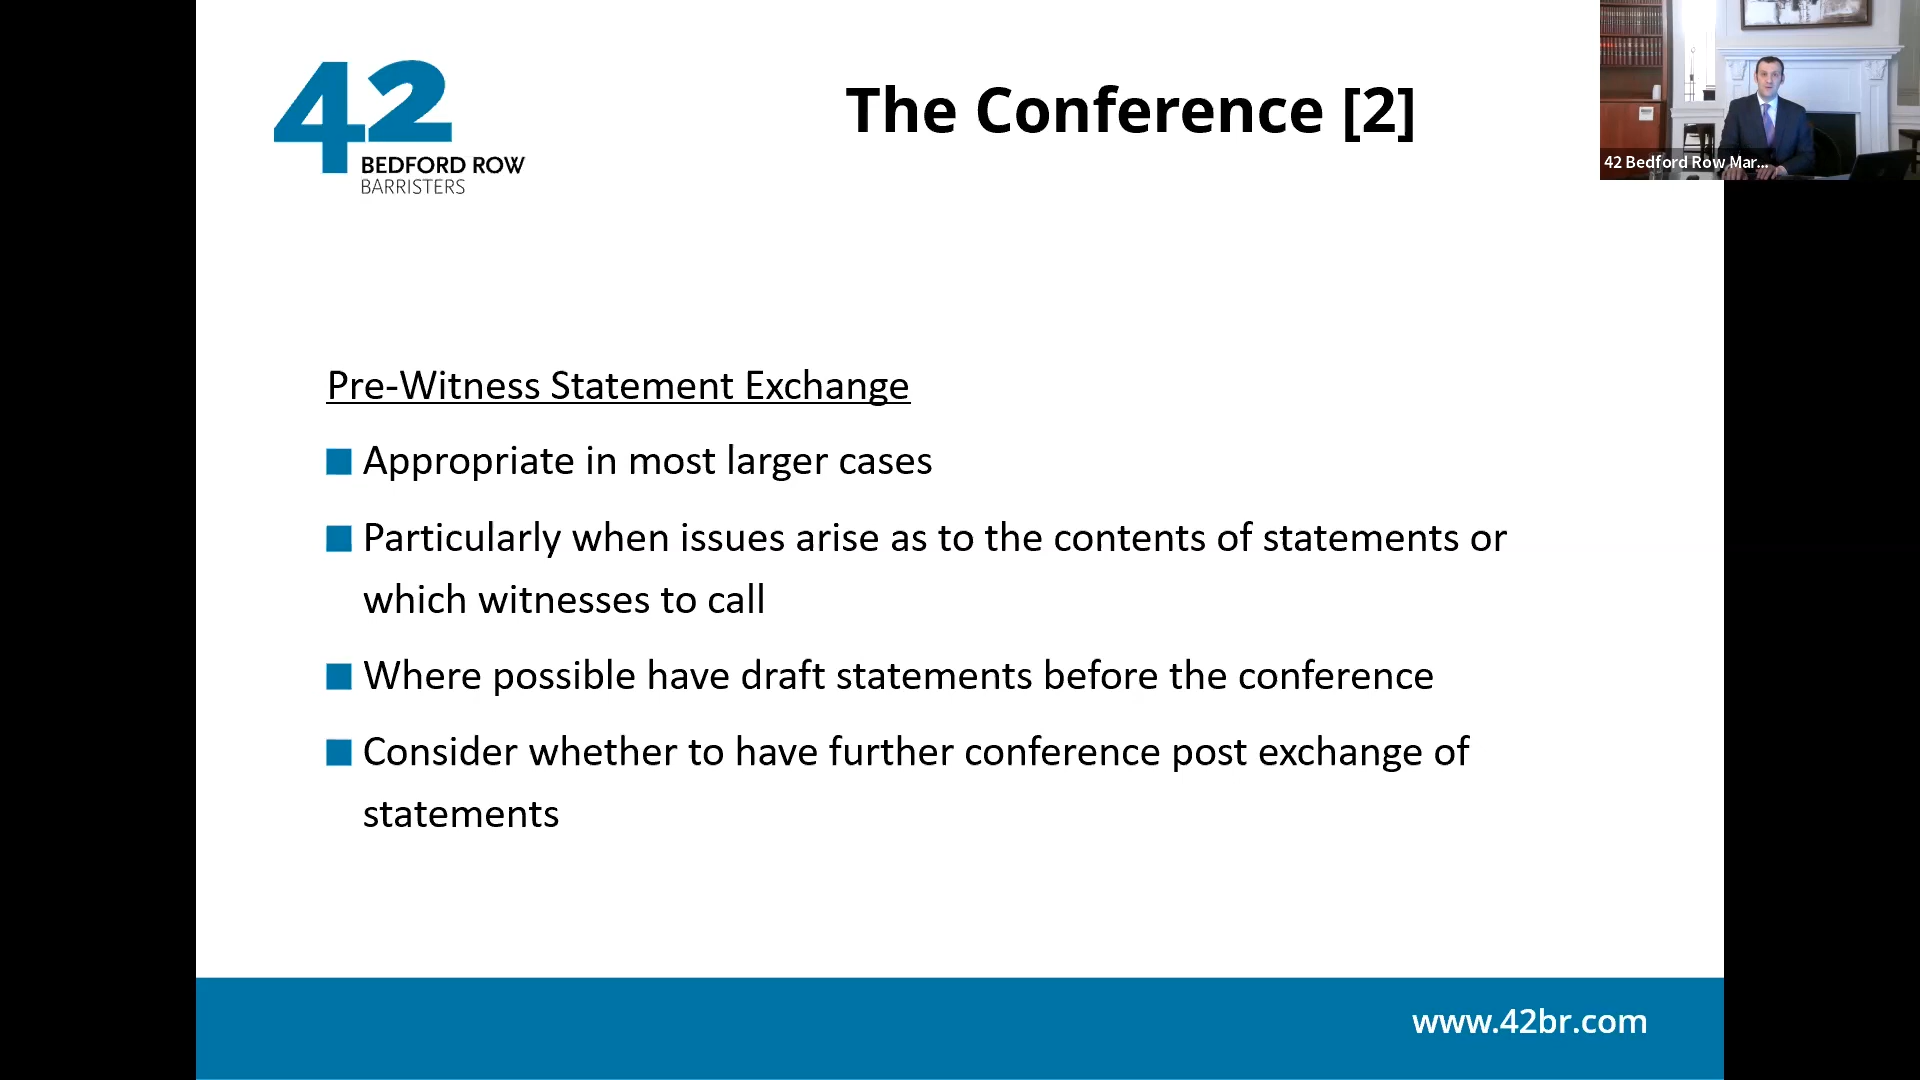 42
BEDFORD ROW
BARRISTERS
The Conference [2]
42 Bedford Row Mar...
Pre-Witness Statement Exchange
Appropriate in most larger cases
Particularly when issues arise as to the contents of statements or
which witnesses to call
Where possible have draft statements before the conference
Consider whether to have further conference post exchange of
statements
www.42br.com